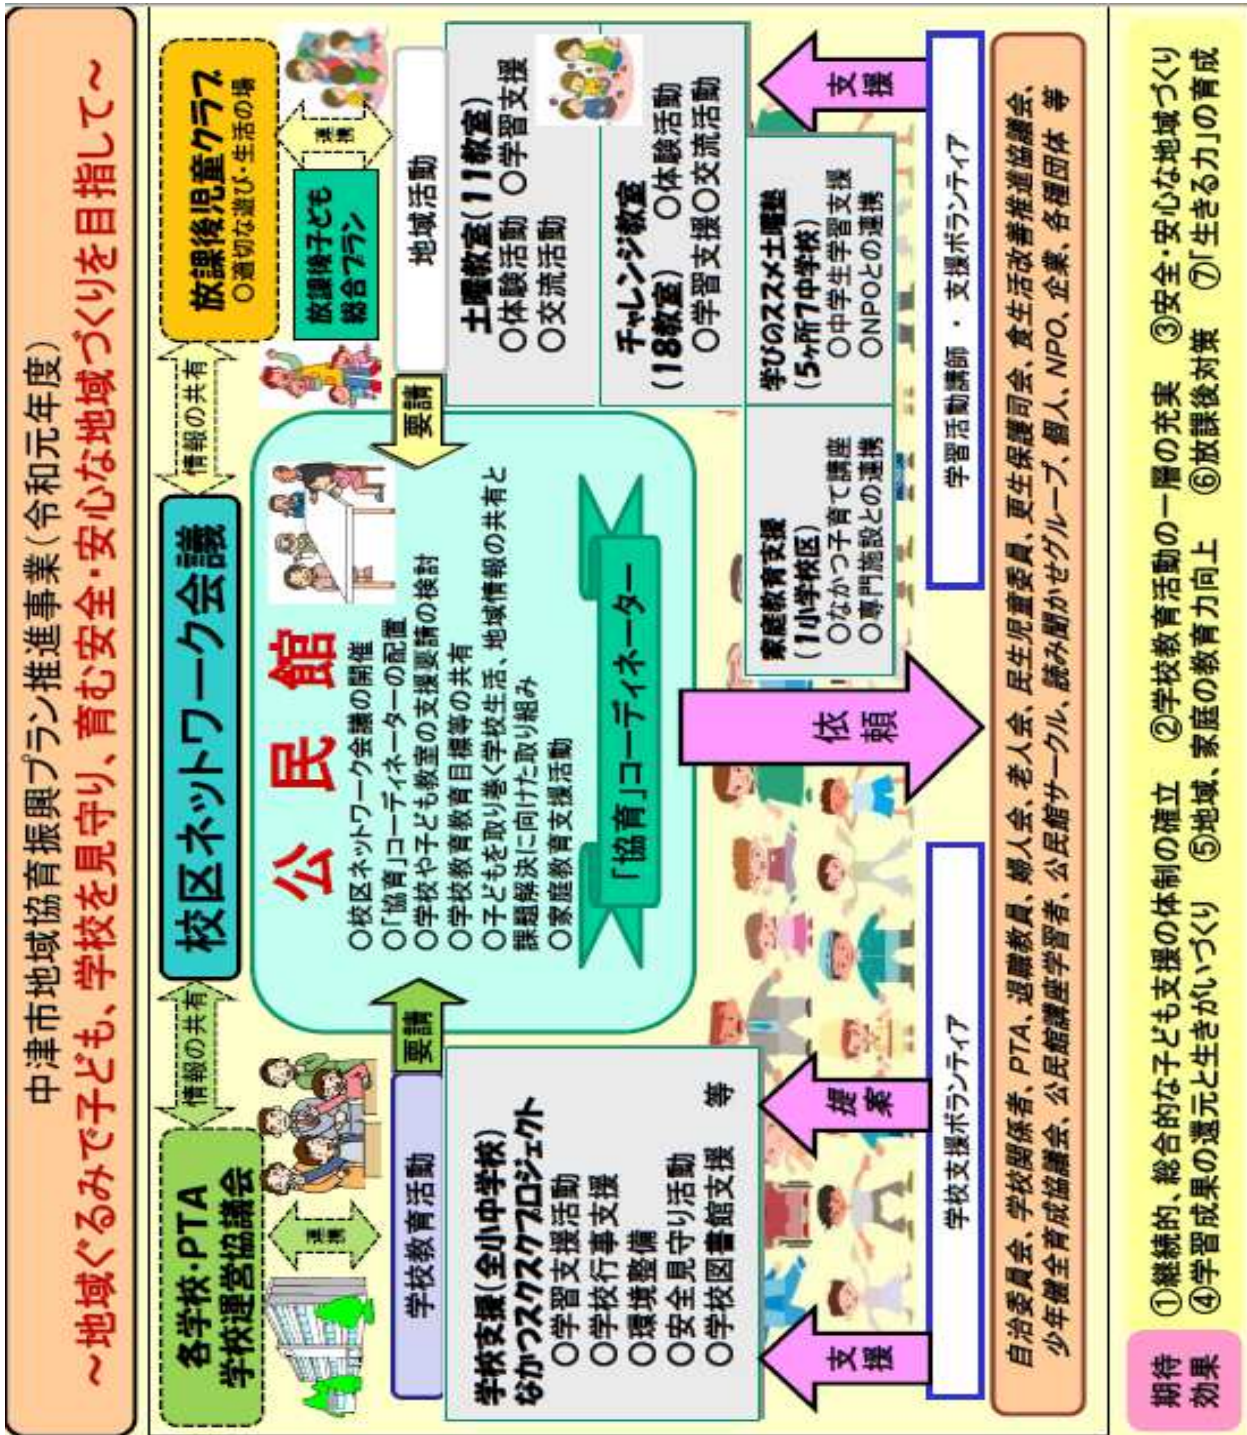 中津市地域協育振興プラン推進事業(令和元年度)
～地域ぐるみで子ども、学校を見守り、育む安全・安心な地域づくりを目指して～
各学校・PTA
学校運営協議会
情報の共有
校区ネットワーク会議
情報の共有
放課後児童クラブ
○適切な遊び・生活の場
連携
連携
放課後子ども
総合プラン
公民館
○校区ネットワーク会議の開催
○「協育」コーディネーターの配置
○学校や子ども教室の支援要請の検討
○学校教育教育目標等の共有
○子どもを取り巻く学校生活、地域情報の共有と
課題解決に向けた取り組み
○家庭教育支援活動
「協育」コーディネーター
学校教育活動
要請
要請
地域活動
学校支援(全小中学校)
なかつスクスクプロジェクト
○学習支援活動
○学校行事支援
○環境整備
○安全見守り活動
○学校図書館支援 等
土曜教室(11教室)
○体験活動 ○学習支援
○交流活動
チャレンジ教室
(18教室) ○体験活動
○学習支援○交流活動
家庭教育支援
(1小学校区)
○なかつ子育て講座
○専門施設との連携
学びのススメ土曜塾
(5ヶ所7中学校)
○中学生学習支援
○NPOとの連携
支援
提案
依頼
支援
学校支援ボランティア
学習活動講師・支援ボランティア
自治委員会、学校関係者、PTA、退職教員、婦人会、老人会、民生児童委員、更生保護司会、食生活改善推進協議会、
少年健全育成協議会、公民館講座学習者、公民館サークル、読み聞かせグループ、個人、NPO、企業、各種団体 等
期待
効果
①継続的、総合的な子ども支援の体制の確立 ②学校教育活動の一層の充実 ③安全・安心な地域づくり
④学習成果の還元と生きがいづくり ⑤地域、家庭の教育力向上 ⑥放課後対策 ⑦「生きる力」の育成